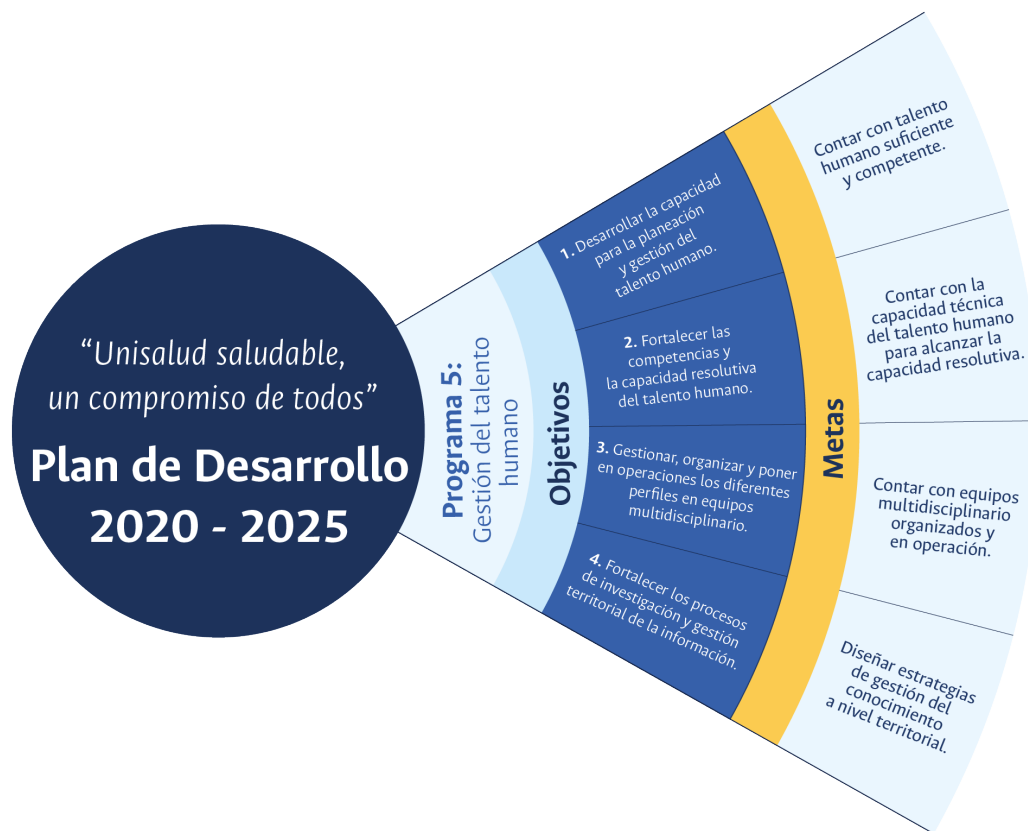 “Unisalud saludable,
un compromiso de todos”
Plan de Desarrollo
2020 - 2025
Programa 5:
Gestión del talento
humano
Objetivos
1. Desarrollar la capacidad
para la planeación
y gestión del
talento humano.
2. Fortalecer las
competencias y
la capacidad resolutiva
del talento humano.
3. Gestionar, organizar y poner
en operaciones los diferentes
perfiles en equipos
multidisciplinario.
4. Fortalecer los procesos
de investigación y gestión
territorial de la información.
Metas
Contar con talento
humano suficiente
y competente.
Contar con la
capacidad técnica
del talento humano
para alcanzar la
capacidad resolutiva.
Contar con equipos
multidisciplinario
organizados y
en operación.
Diseñar estrategias
de gestión del
conocimiento
a nivel territorial.